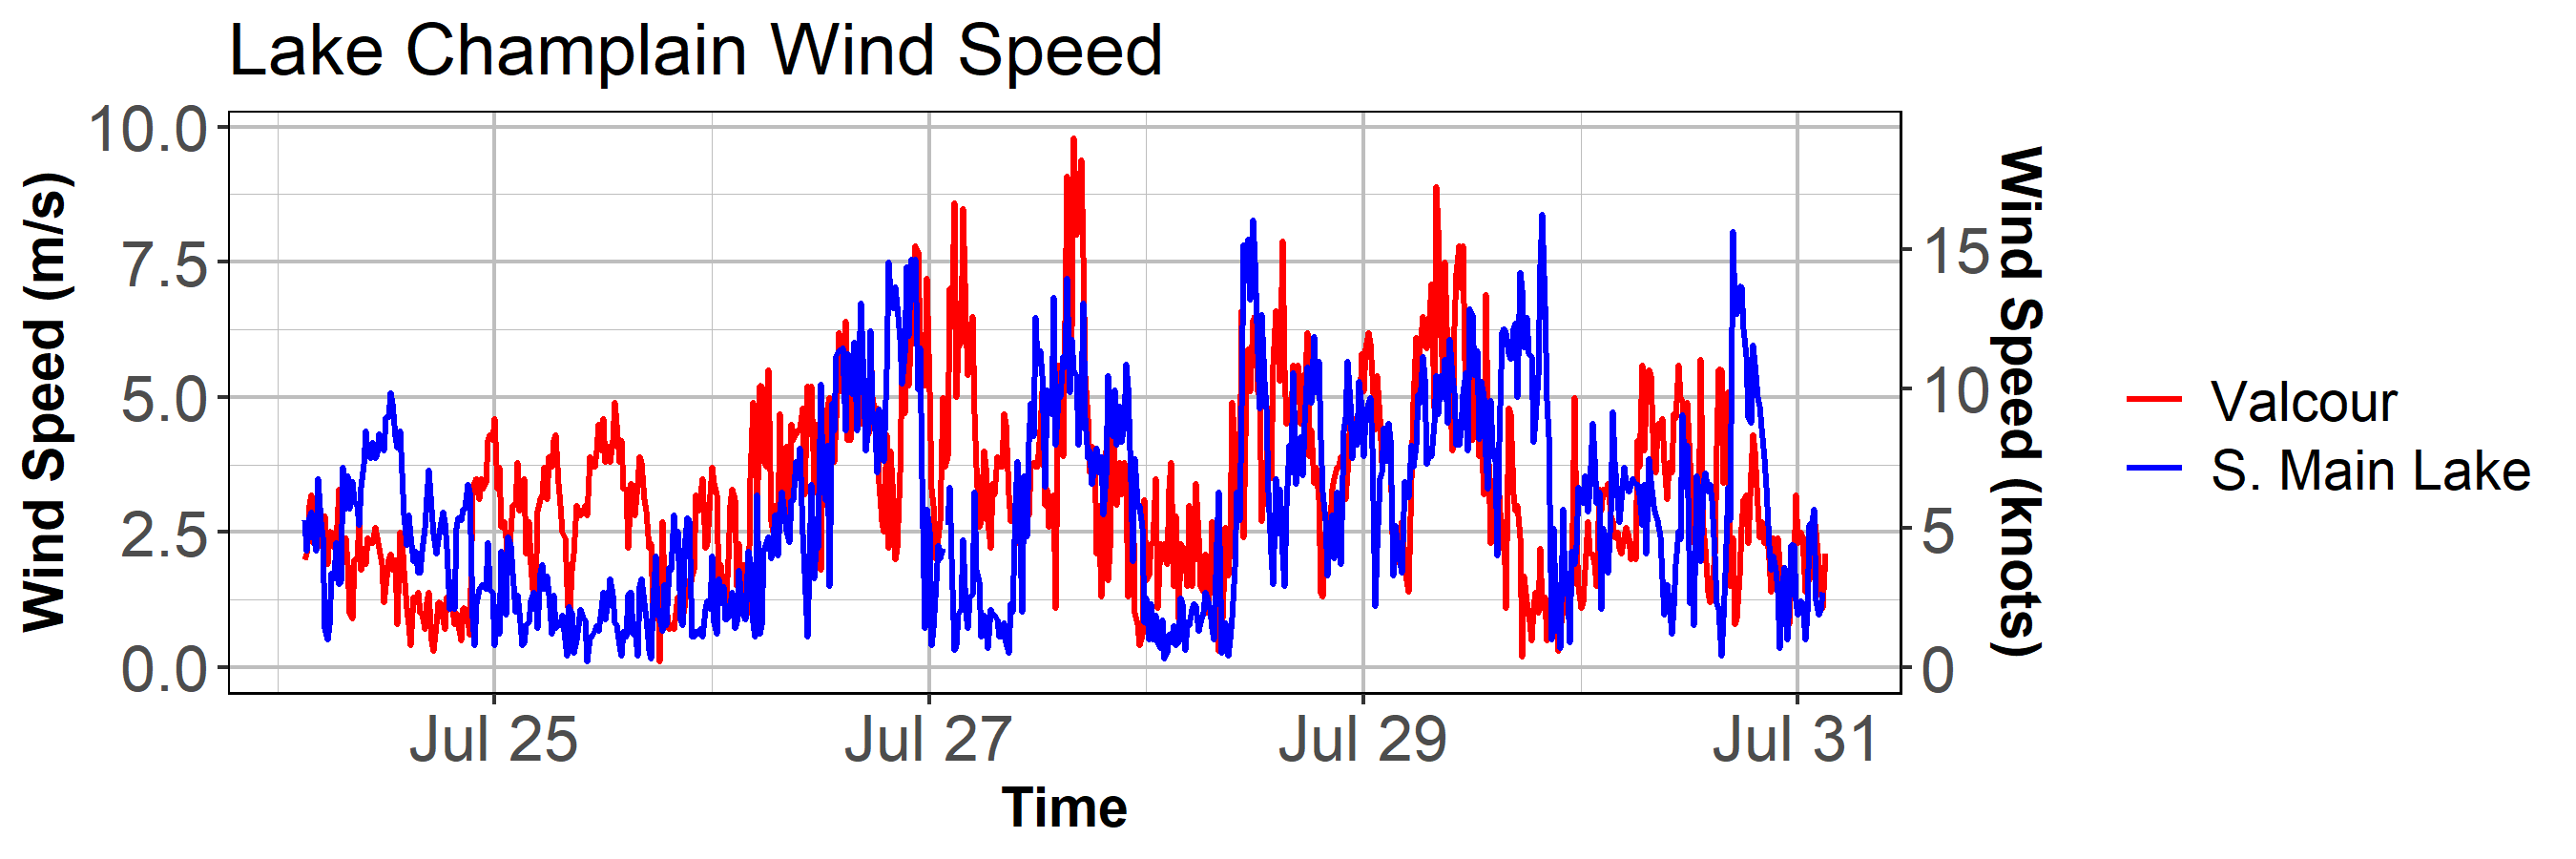 Lake Champlain Wind Speed
Wind Speed (m/s)
10.0
7.5
5.0
2.5
0.0
Jul 25
Jul 27
Jul 29
Jul 31
Time
15
10
5
0
Wind Speed (knots)
Valcour
S. Main Lake